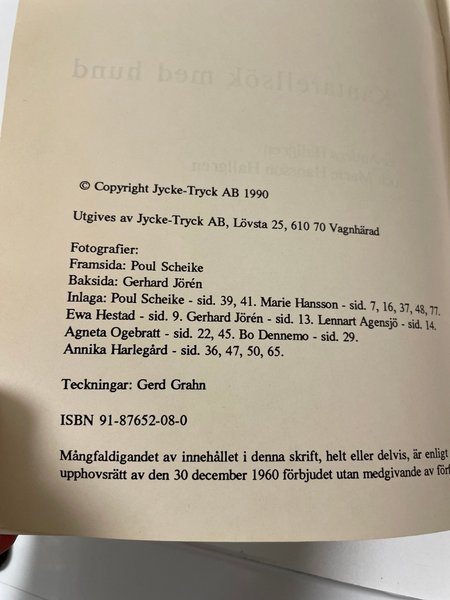 © Copyright Jycke-Tryck AB 1990
Utgives av Jycke-Tryck AB, Lövsta 25, 610 70 Vagnhärad
Fotografier:
Framsida: Poul Scheike
Baksida: Gerhard Jörén
Inlaga: Poul Scheike - sid. 39, 41. Marie Hansson - sid. 7, 16, 37, 48, 77.
Ewa Hestad - sid. 9. Gerhard Jörén - sid. 13. Lennart Agensjö - sid. 14.
Agneta Ogebratt - sid. 22, 45. Bo Dennemo - sid. 29.
Annika Harlegård - sid. 36, 47, 50, 65.
Teckningar: Gerd Grahn
ISBN 91-87652-08-0
Mångfaldigandet av innehållet i denna skrift, helt eller delvis, är enligt
upphovsrätt av den 30 december 1960 förbjudet utan medgivande av förf